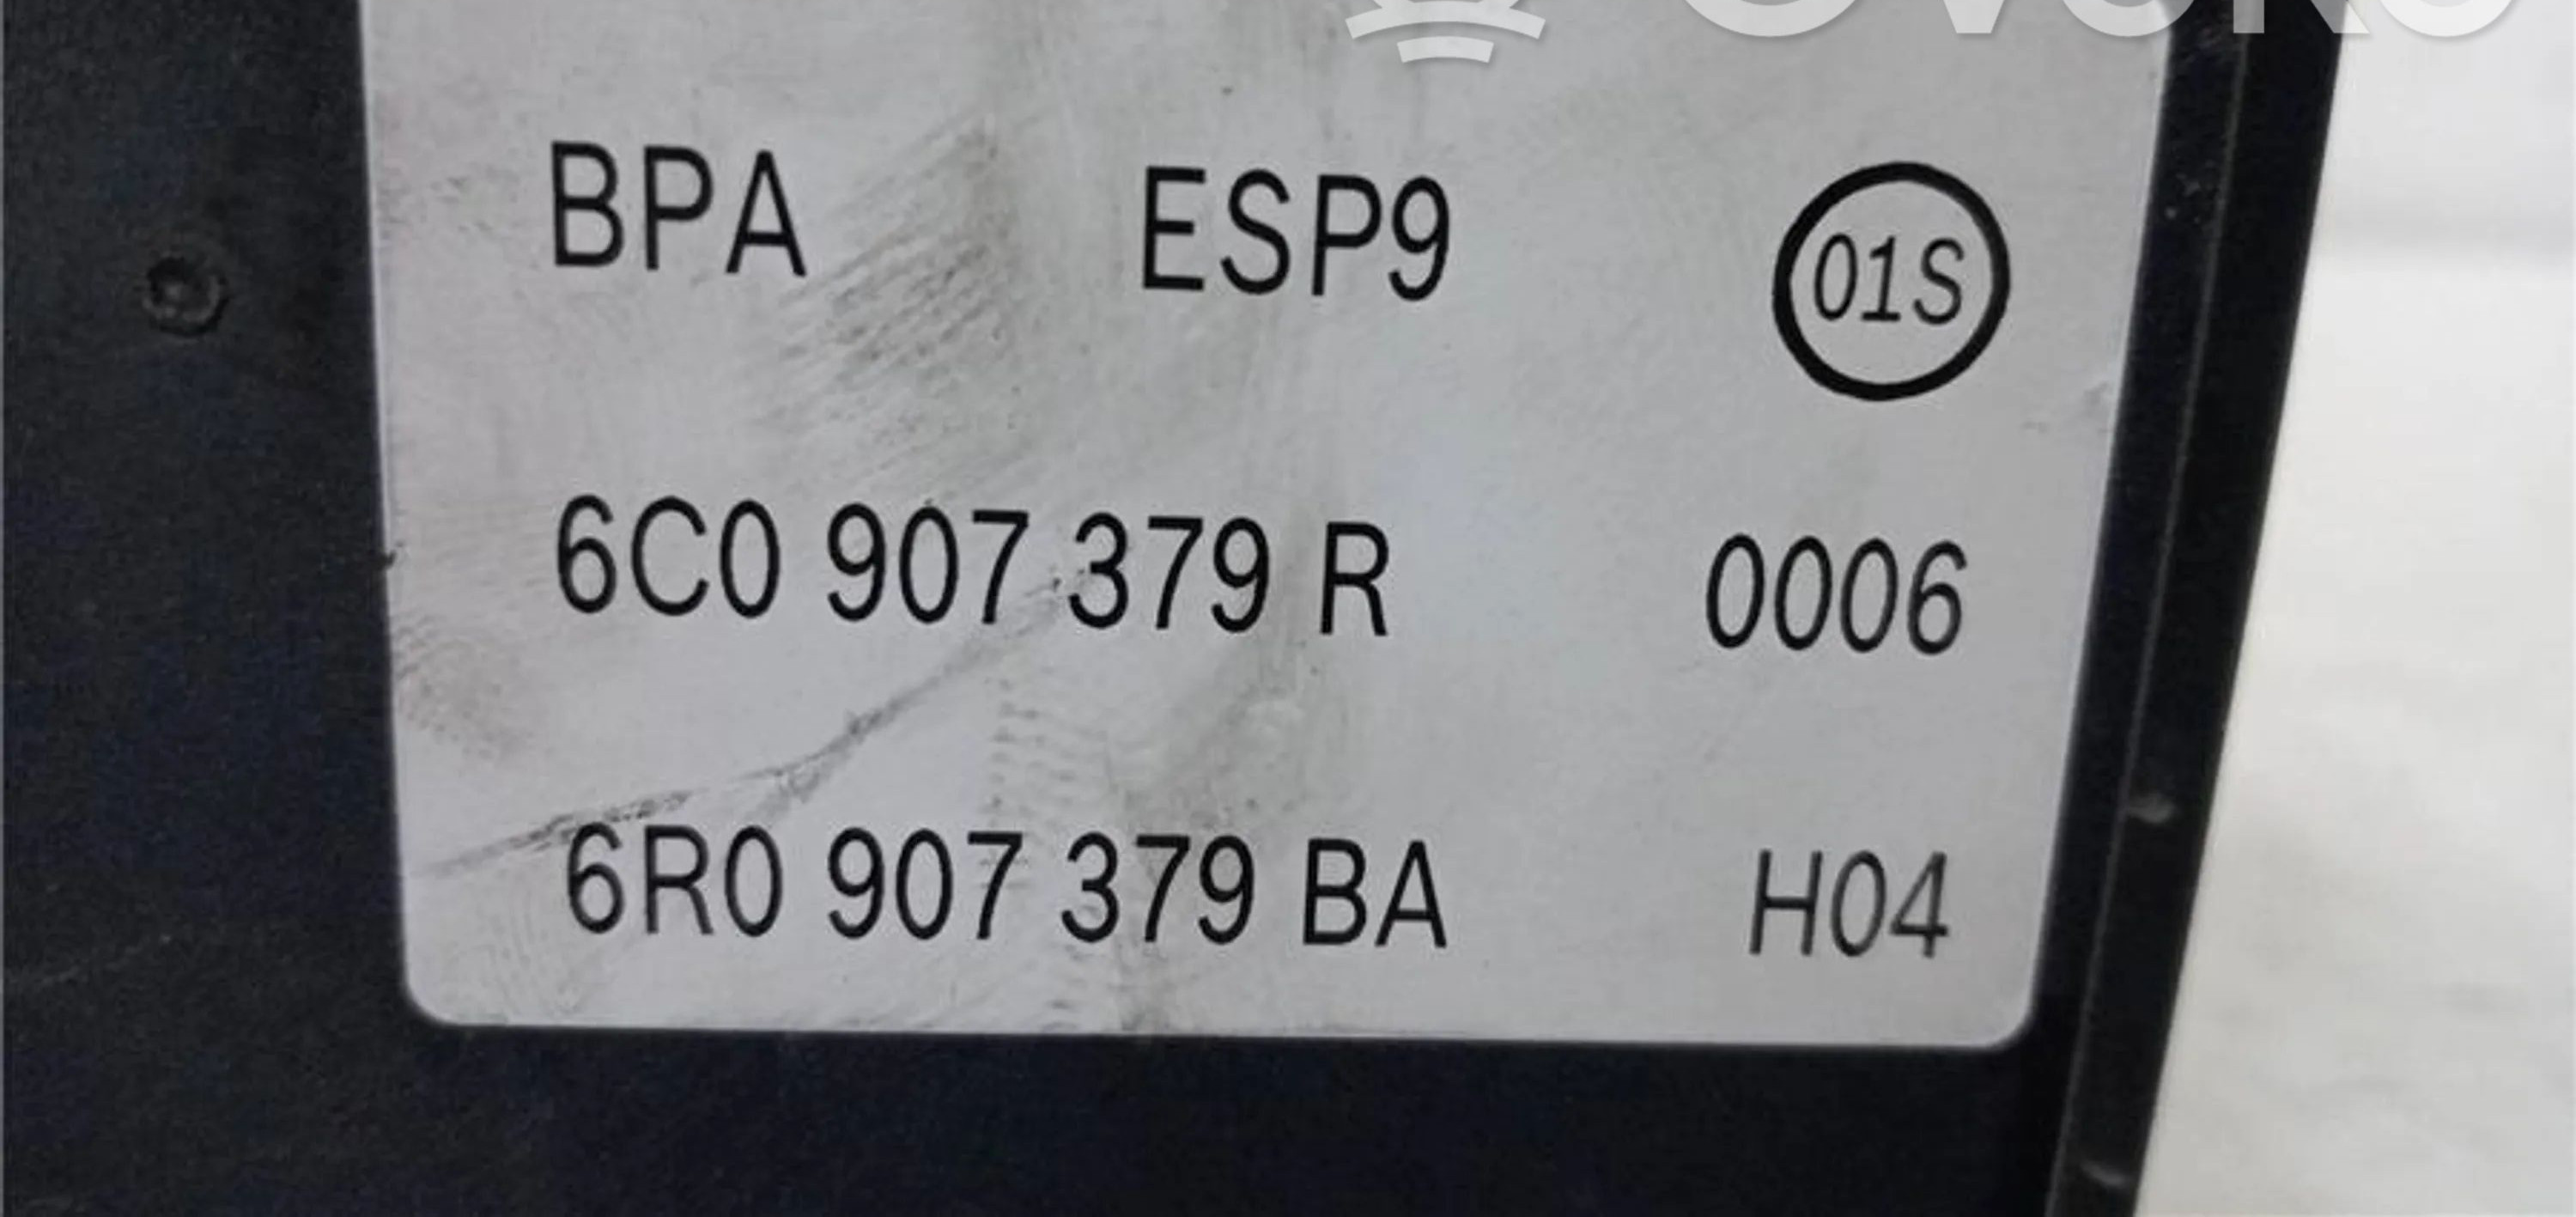 BPA ESP9 01S
6C0 907 379 R 0006
6R0 907 379 BA H04